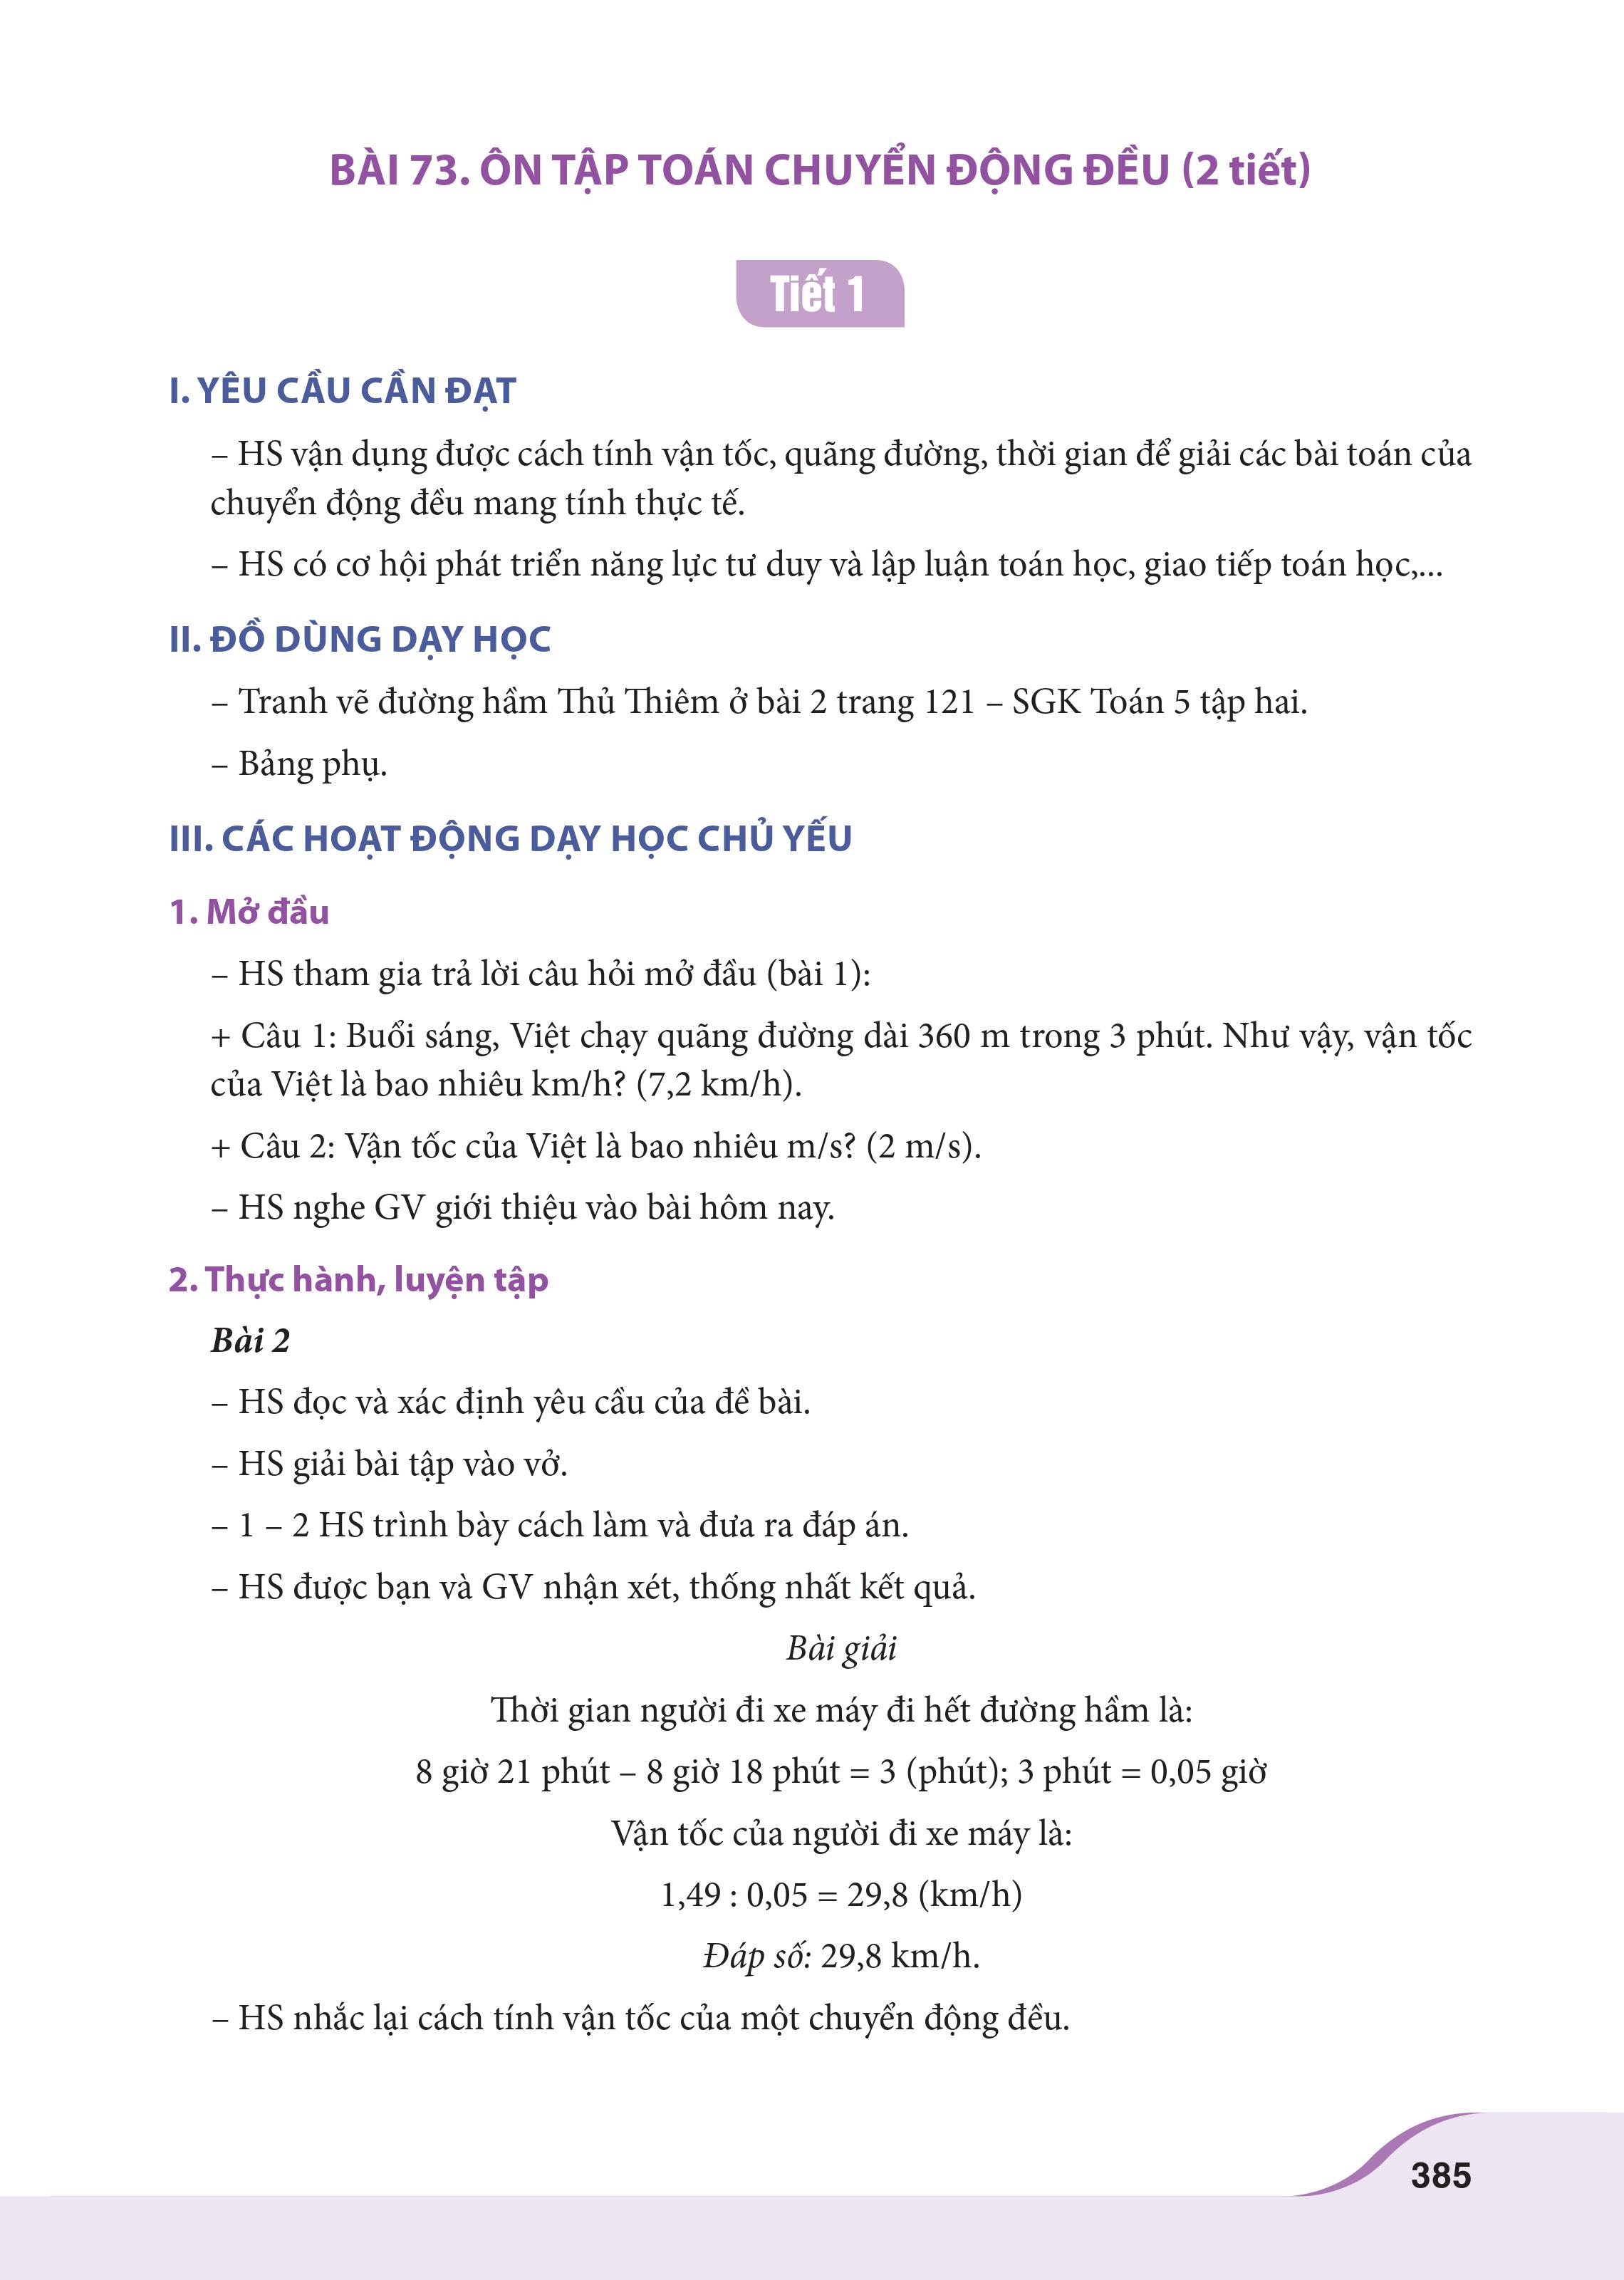 BÀI 73. ÔN TẬP TOÁN CHUYỂN ĐỘNG ĐỀU (2 tiết)
Tiết 1
I. YÊU CẦU CẦN ĐẠT
– HS vận dụng được cách tính vận tốc, quãng đường, thời gian để giải các bài toán của
chuyển động đều mang tính thực tế.
– HS có cơ hội phát triển năng lực tư duy và lập luận toán học, giao tiếp toán học,...
II. ĐỒ DÙNG DẠY HỌC
– Tranh vẽ đường hầm Thủ Thiêm ở bài 2 trang 121 – SGK Toán 5 tập hai.
– Bảng phụ.
III. CÁC HOẠT ĐỘNG DẠY HỌC CHỦ YẾU
1. Mở đầu
– HS tham gia trả lời câu hỏi mở đầu (bài 1):
+ Câu 1: Buổi sáng, Việt chạy quãng đường dài 360 m trong 3 phút. Như vậy, vận tốc
của Việt là bao nhiêu km/h? (7,2 km/h).
+ Câu 2: Vận tốc của Việt là bao nhiêu m/s? (2 m/s).
– HS nghe GV giới thiệu vào bài hôm nay.
2. Thực hành, luyện tập
Bài 2
– HS đọc và xác định yêu cầu của đề bài.
– HS giải bài tập vào vở.
– 1 – 2 HS trình bày cách làm và đưa ra đáp án.
– HS được bạn và GV nhận xét, thống nhất kết quả.
Bài giải
Thời gian người đi xe máy đi hết đường hầm là:
8 giờ 21 phút – 8 giờ 18 phút = 3 (phút); 3 phút = 0,05 giờ
Vận tốc của người đi xe máy là:
1,49 : 0,05 = 29,8 (km/h)
Đáp số: 29,8 km/h.
– HS nhắc lại cách tính vận tốc của một chuyển động đều.
385